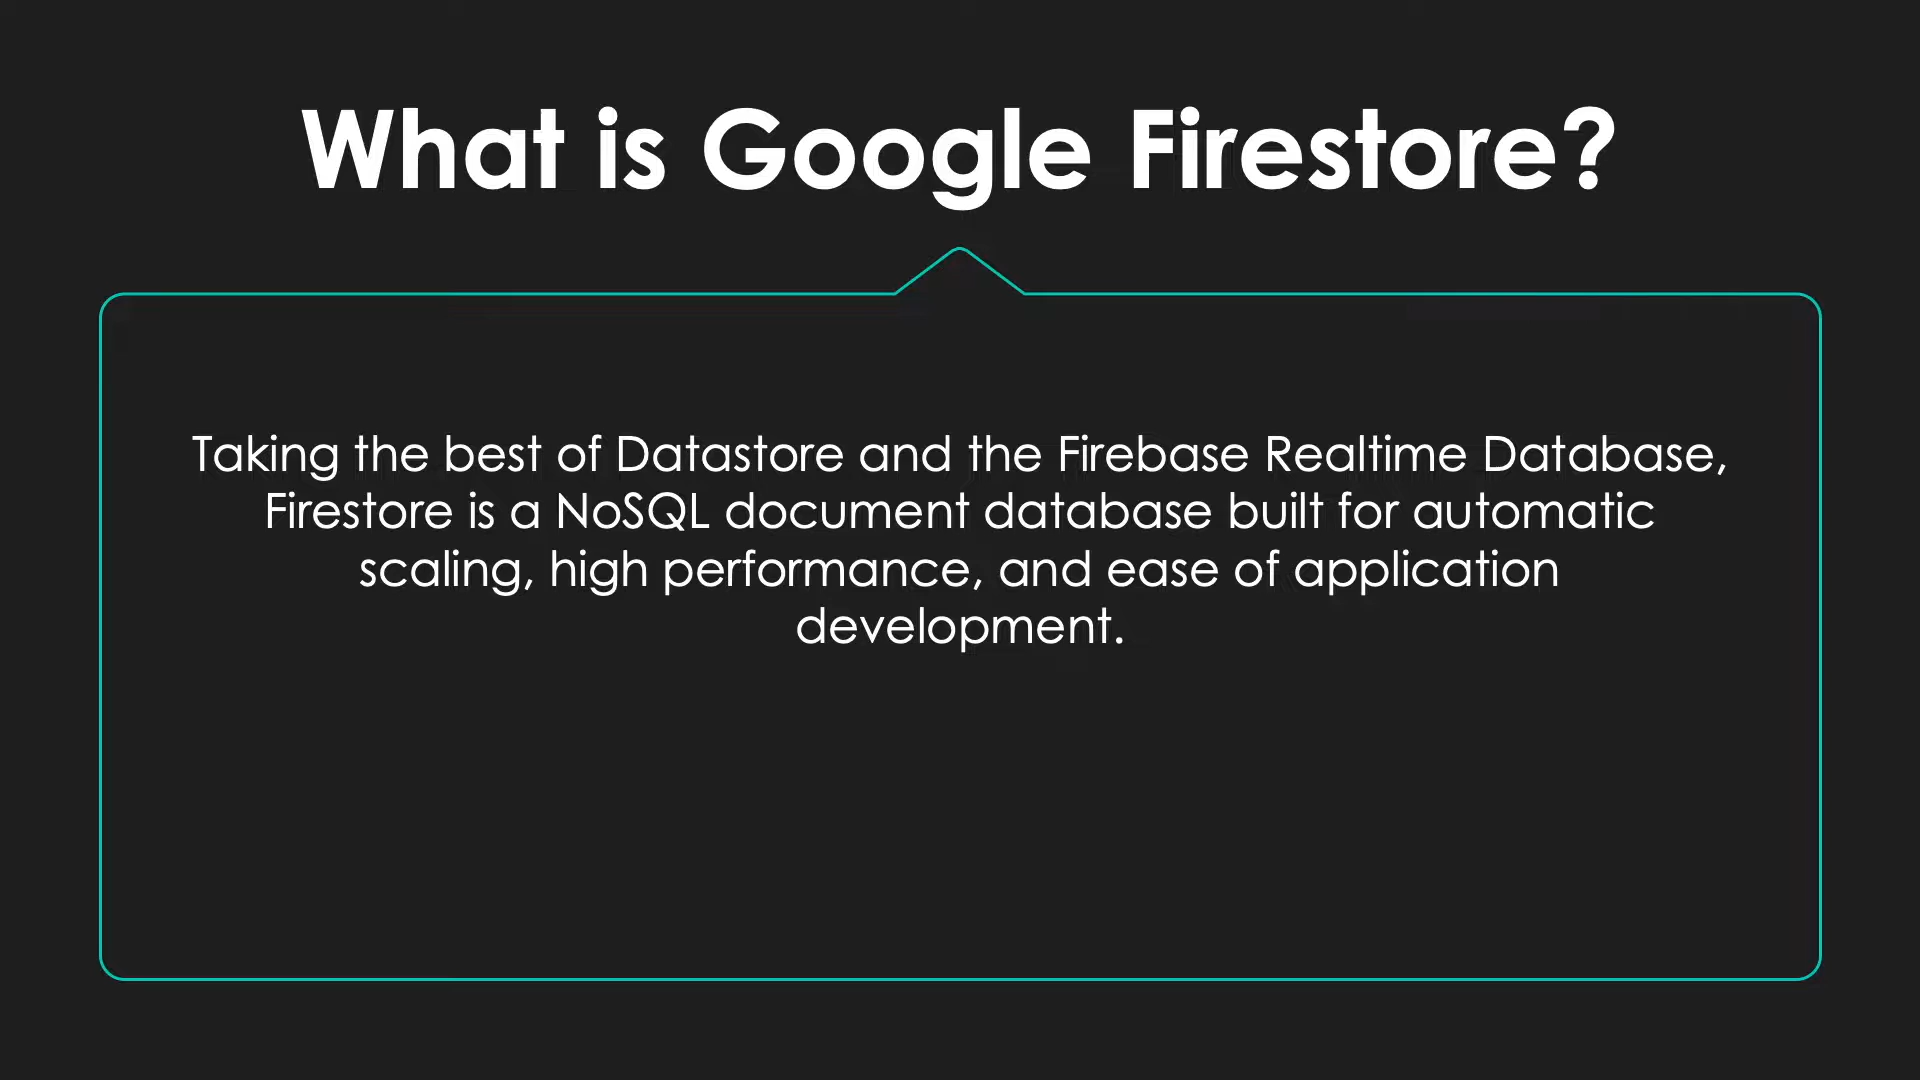 What is Google Firestore?
Taking the best of Datastore and the Firebase Realtime Database,
Firestore is a NoSQL document database built for automatic
scaling, high performance, and ease of application
development.